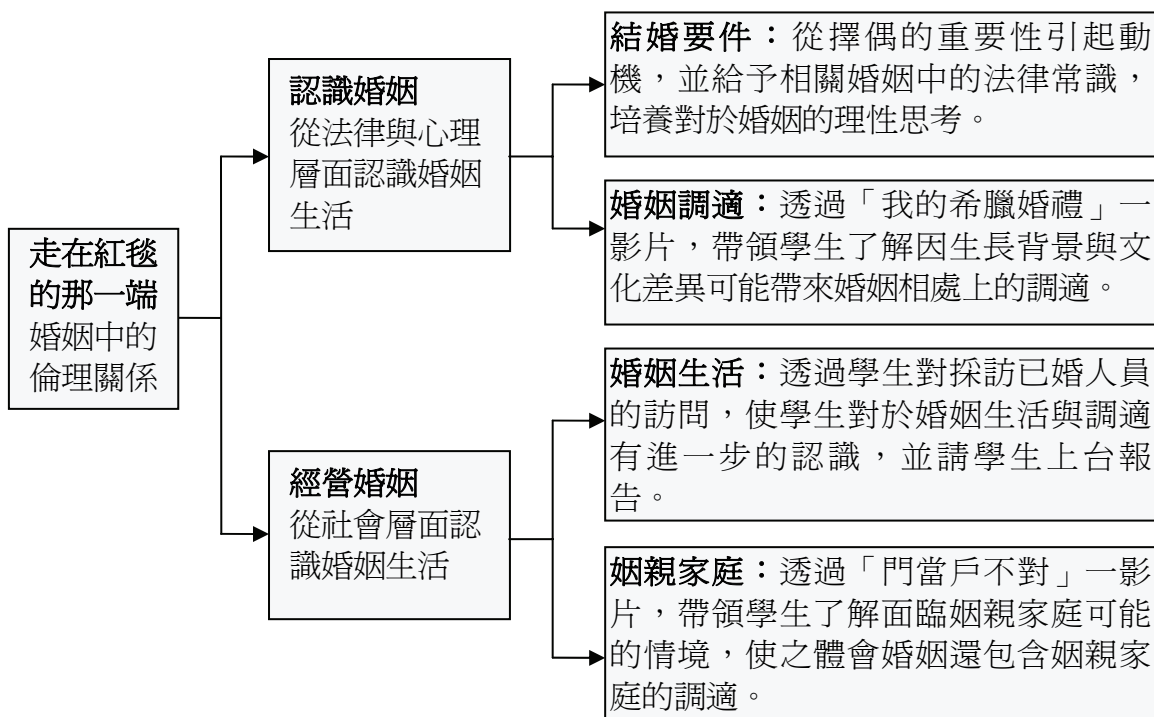 走在紅毯
的那一端
婚姻中的
倫理關係
認識婚姻
從法律與心理
層面認識婚姻
生活
結婚要件：從擇偶的重要性引起動
機，並給予相關婚姻中的法律常識，
培養對於婚姻的理性思考。
婚姻調適：透過「我的希臘婚禮」一
影片，帶領學生了解因生長背景與文
化差異可能帶來婚姻相處上的調適。
經營婚姻
從社會層面認
識婚姻生活
婚姻生活：透過學生對採訪已婚人員
的訪問，使學生對於婚姻生活與調適
有進一步的認識，並請學生上台報
告。
姻親家庭：透過「門當戶不對」一影
片，帶領學生了解面臨姻親家庭可能
的情境，使之體會婚姻還包含姻親家
庭的調適。